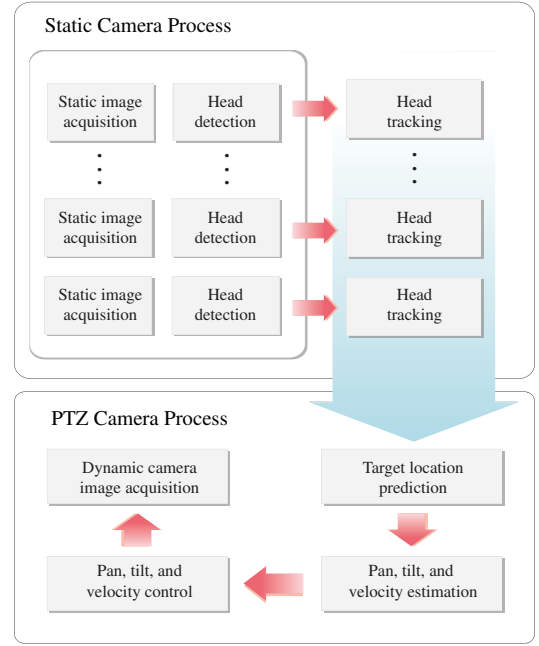 Static Camera Process
Static image
acquisition
Head
detection
Head
tracking
Static image
acquisition
Head
detection
Head
tracking
Static image
acquisition
Head
detection
Head
tracking
PTZ Camera Process
Dynamic camera
image acquisition
Target location
prediction
Pan, tilt, and
velocity control
Pan, tilt, and
velocity estimation